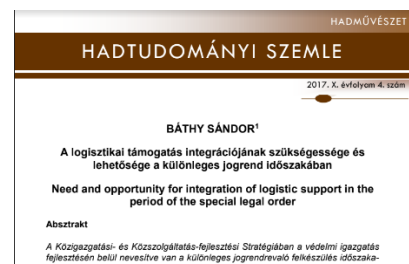 HADMŰVÉSZET
HADTUDOMÁNYI SZEMLE
2017. X. évfolyam 4. szám
BÁTHY SÁNDOR¹
A logisztikai támogatás integrációjának szükségessége és
lehetősége a különleges jogrend időszakában
Need and opportunity for integration of logistic support in the
period of the special legal order
Absztrakt
A Közigazgatási- és Közszolgáltatás-fejlesztési Stratégiában a védelmi igazgatás
fejlesztésén belül nevesítve van a különleges jogrendrevaló felkészülés időszaka-